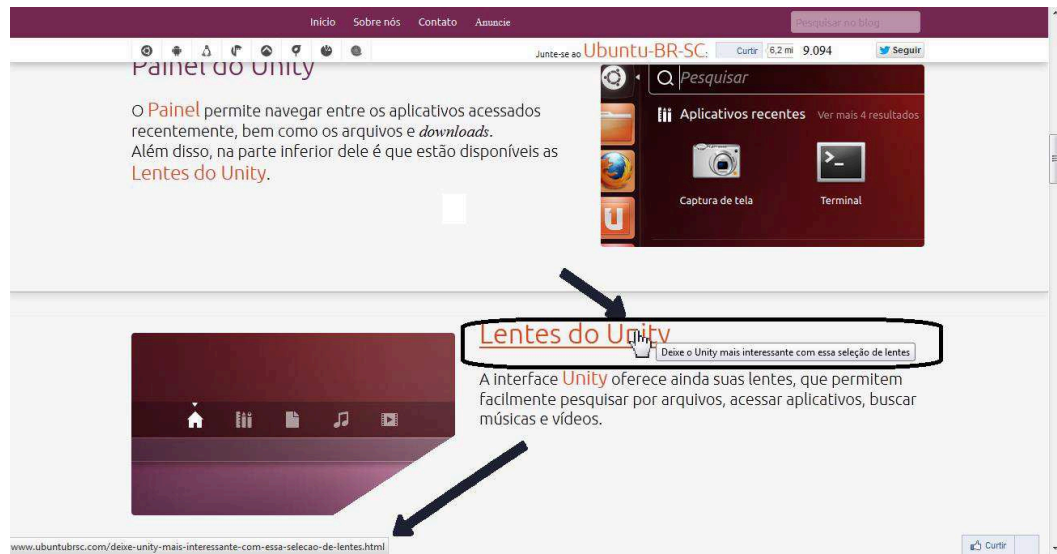 Início Sobre nós Contato Anuncie Pesquisar no blog
Junte-se ao Ubuntu-BR-SC: Curtir 6,2 mi 9.094 Seguir
Painel do Unity
O Painel permite navegar entre os aplicativos acessados
recentemente, bem como os arquivos e downloads.
Além disso, na parte inferior dele é que estão disponíveis as
Lentes do Unity.
Pesquisar
Aplicativos recentes Ver mais 4 resultados
Captura de tela Terminal
Lentes do Unity
Deixe o Unity mais interessante com essa seleção de lentes
A interface Unity oferece ainda suas lentes, que permitem
facilmente pesquisar por arquivos, acessar aplicativos, buscar
músicas e vídeos.
www.ubuntubrsc.com/deixe-unity-mais-interessante-com-essa-selecao-de-lentes.html
Curtir